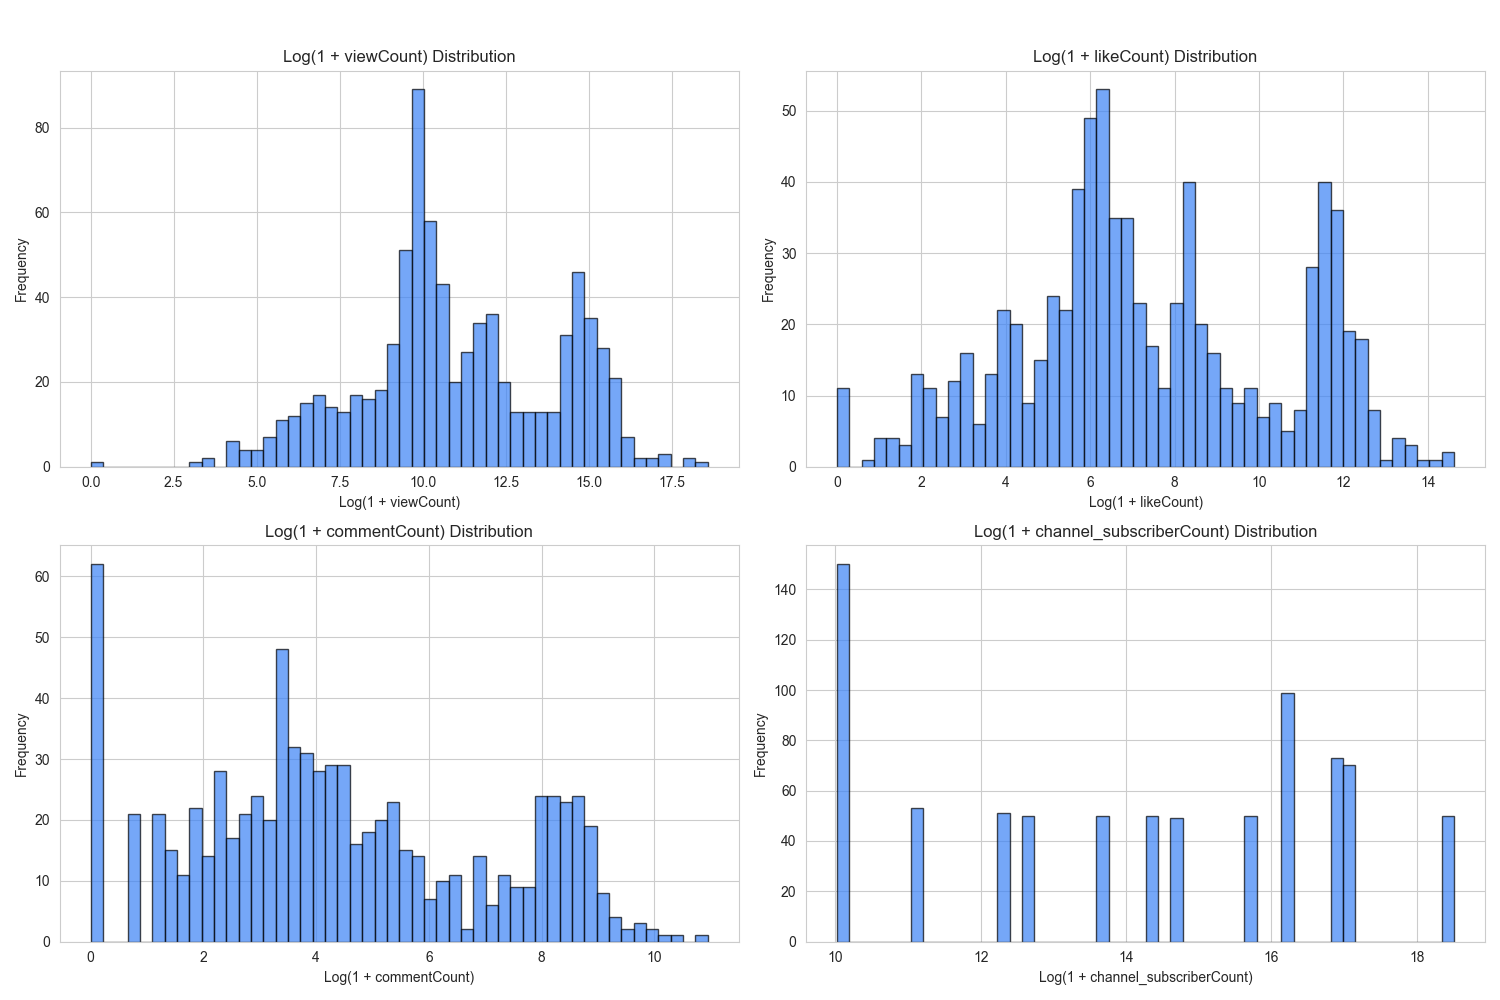 Log(1 + viewCount) Distribution
Frequency
80
60
40
20
0
0.0 2.5 5.0 7.5 10.0 12.5 15.0 17.5
Log(1 + viewCount)
Log(1 + likeCount) Distribution
Frequency
50
40
30
20
10
0
0 2 4 6 8 10 12 14
Log(1 + likeCount)
Log(1 + commentCount) Distribution
Frequency
60
50
40
30
20
10
0
0 2 4 6 8 10
Log(1 + commentCount)
Log(1 + channel_subscriberCount) Distribution
Frequency
140
120
100
80
60
40
20
0
10 12 14 16 18
Log(1 + channel_subscriberCount)